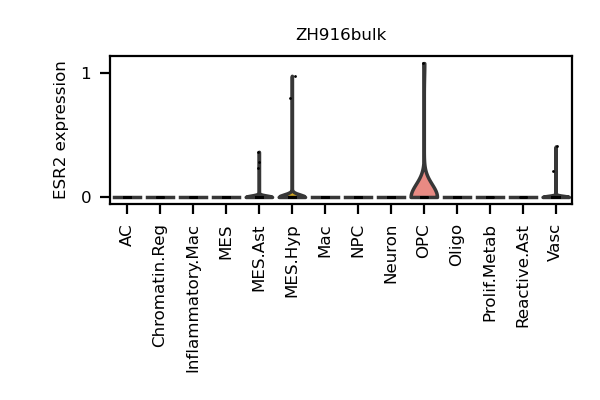 ZH916bulk
ESR2 expression
1
0
AC
Chromatin.Reg
Inflammatory.Mac
MES
MES.Ast
MES.Hyp
Mac
NPC
Neuron
OPC
Oligo
Prolif.Metab
Reactive.Ast
Vasc